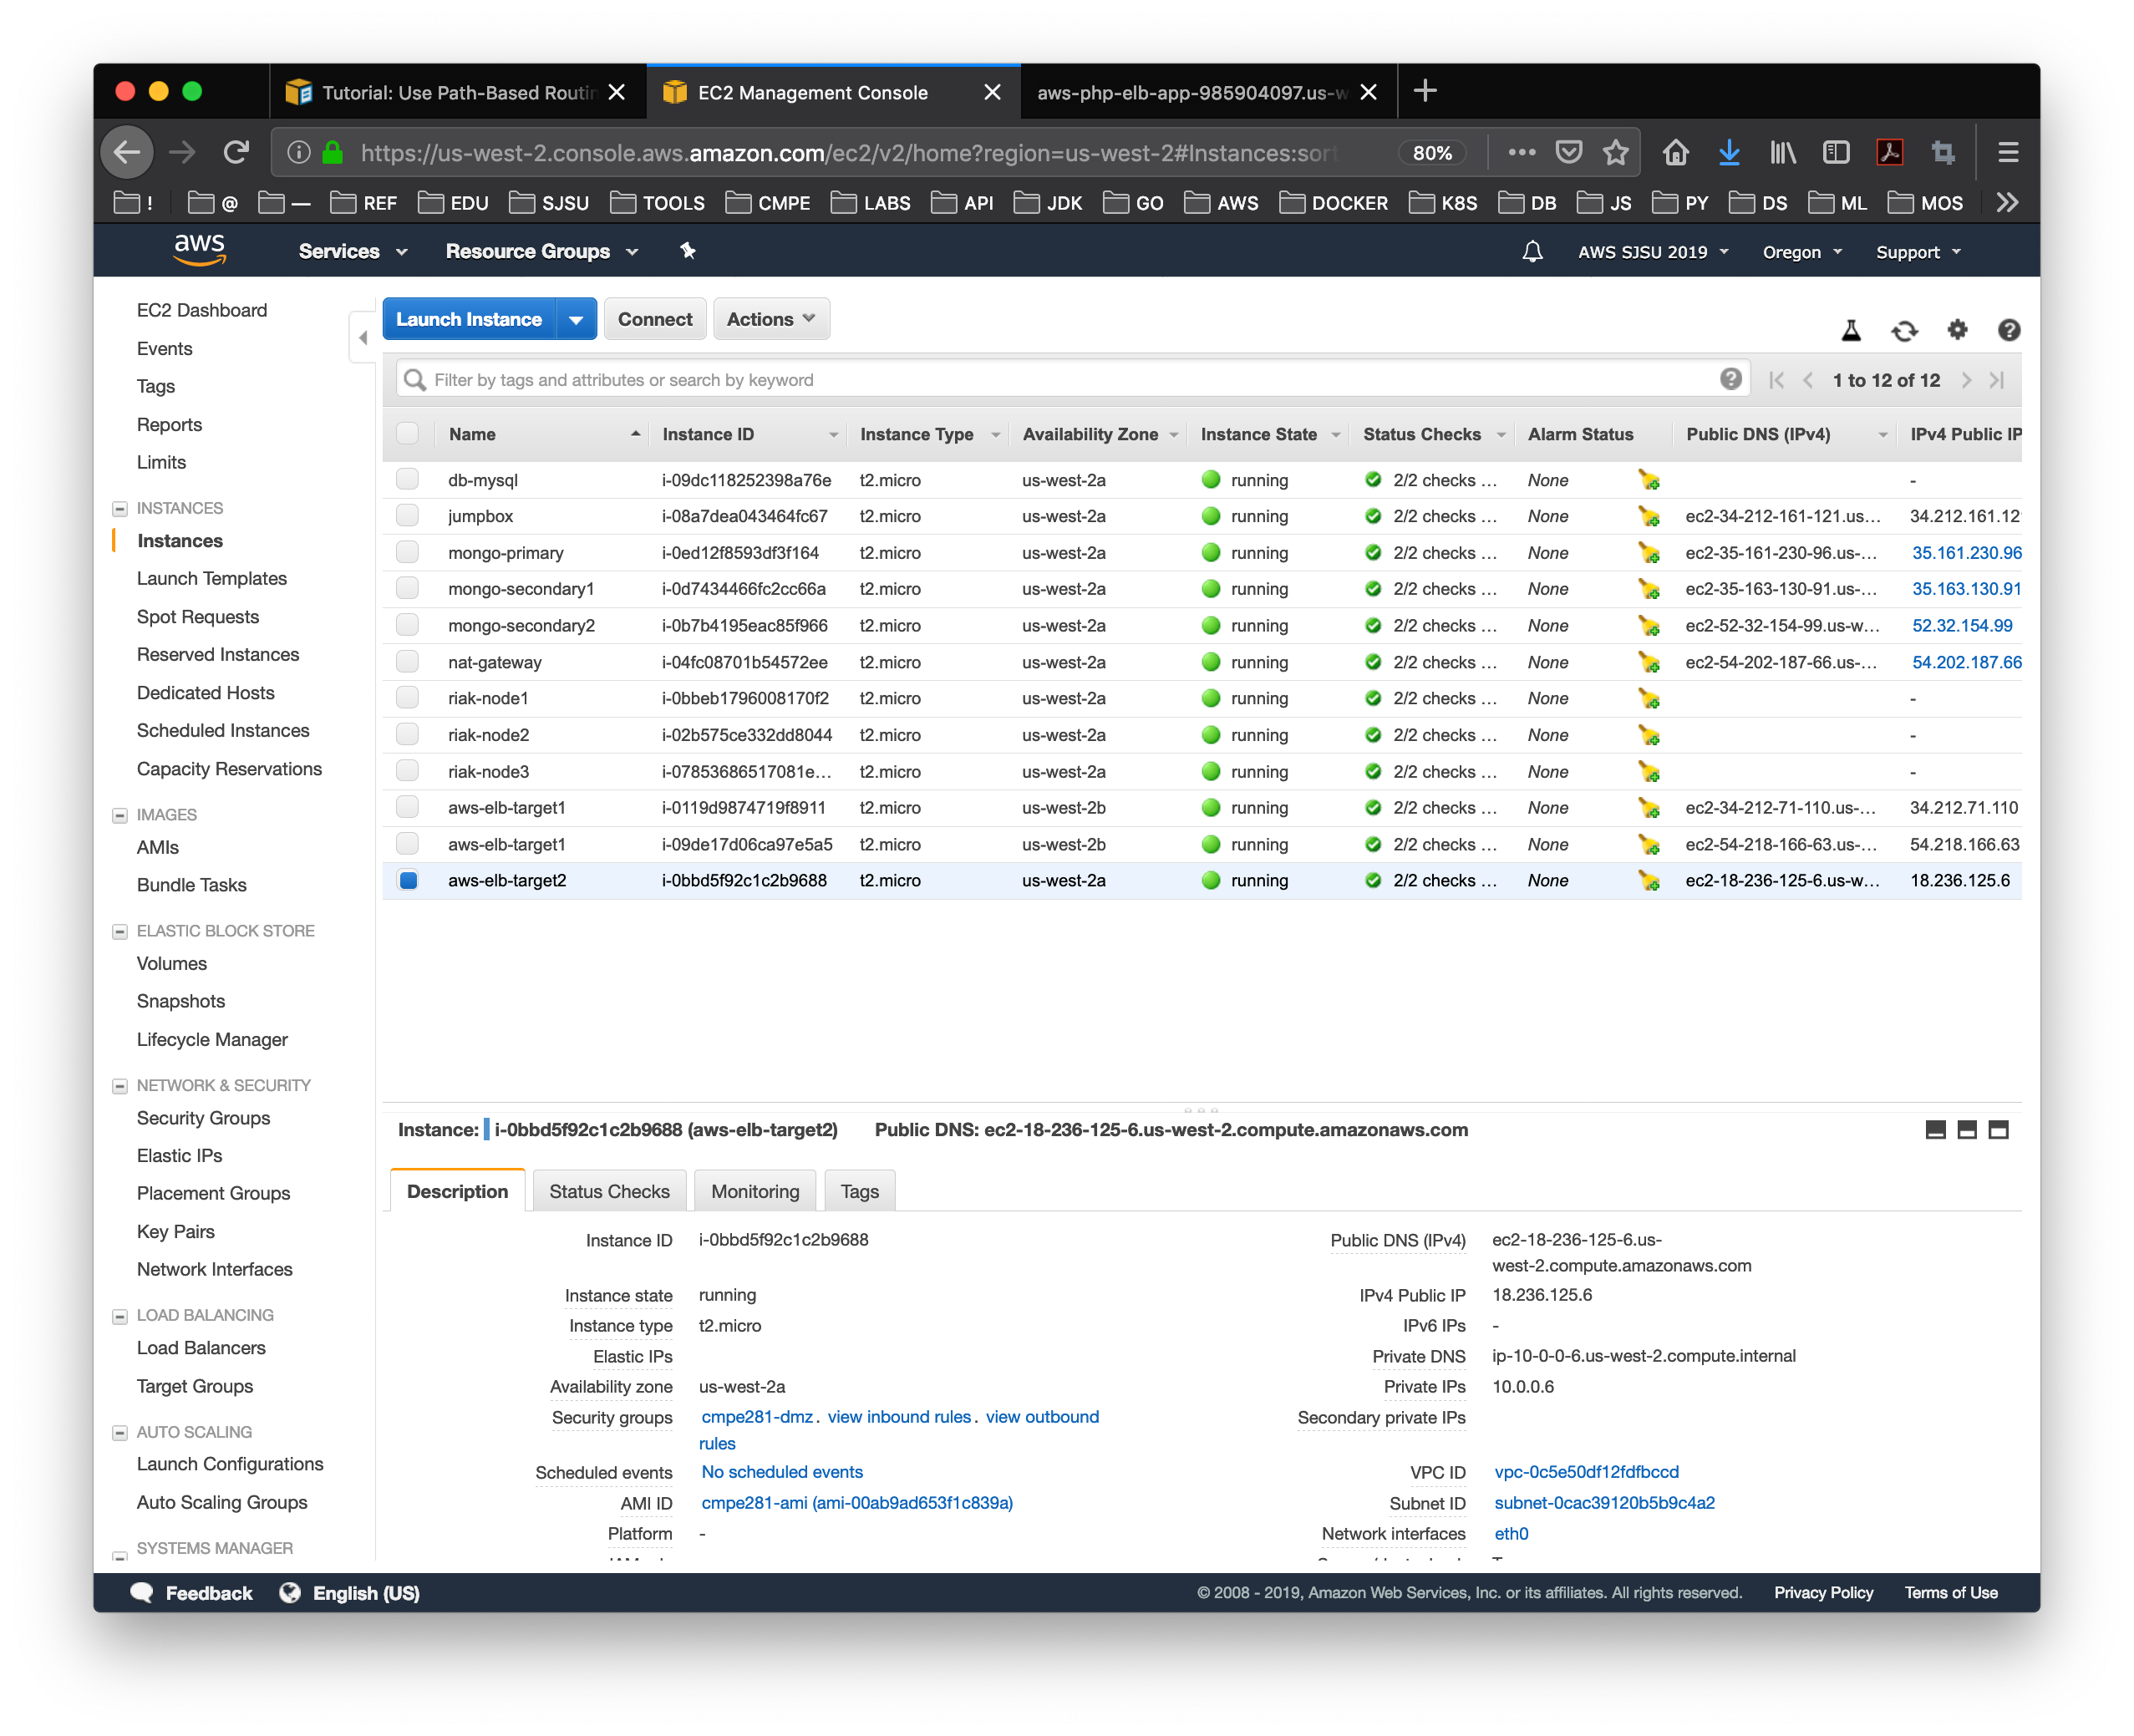 Tutorial: Use Path-Based Routin
EC2 Management Console
aws-php-elb-app-985904097.us-w
https://us-west-2.console.aws.amazon.com/ec2/v2/home?region=us-west-2#Instances:sort
80%
! @ — REF EDU SJSU TOOLS CMPE LABS API JDK GO AWS DOCKER K8S DB JS PY DS ML MOS
aws Services Resource Groups AWS SJSU 2019 Oregon Support
EC2 Dashboard
Events
Tags
Reports
Limits
INSTANCES
Instances
Launch Templates
Spot Requests
Reserved Instances
Dedicated Hosts
Scheduled Instances
Capacity Reservations
IMAGES
AMIs
Bundle Tasks
ELASTIC BLOCK STORE
Volumes
Snapshots
Lifecycle Manager
NETWORK & SECURITY
Security Groups
Elastic IPs
Placement Groups
Key Pairs
Network Interfaces
LOAD BALANCING
Load Balancers
Target Groups
AUTO SCALING
Launch Configurations
Auto Scaling Groups
SYSTEMS MANAGER
Launch Instance Connect Actions
Filter by tags and attributes or search by keyword 1 to 12 of 12
Name Instance ID Instance Type Availability Zone Instance State Status Checks Alarm Status Public DNS (IPv4) IPv4 Public IP
db-mysql i-09dc118252398a76e t2.micro us-west-2a running 2/2 checks ... None -
jumpbox i-08a7dea043464fc67 t2.micro us-west-2a running 2/2 checks ... None ec2-34-212-161-121.us... 34.212.161.12
mongo-primary i-0ed12f8593df3f164 t2.micro us-west-2a running 2/2 checks ... None ec2-35-161-230-96.us-... 35.161.230.96
mongo-secondary1 i-0d7434466fc2cc66a t2.micro us-west-2a running 2/2 checks ... None ec2-35-163-130-91.us-... 35.163.130.91
mongo-secondary2 i-0b7b4195eac85f966 t2.micro us-west-2a running 2/2 checks ... None ec2-52-32-154-99.us-w... 52.32.154.99
nat-gateway i-04fc08701b54572ee t2.micro us-west-2a running 2/2 checks ... None ec2-54-202-187-66.us-... 54.202.187.66
riak-node1 i-0bbeb1796008170f2 t2.micro us-west-2a running 2/2 checks ... None -
riak-node2 i-02b575ce332dd8044 t2.micro us-west-2a running 2/2 checks ... None -
riak-node3 i-07853686517081e... t2.micro us-west-2a running 2/2 checks ... None -
aws-elb-target1 i-0119d9874719f8911 t2.micro us-west-2b running 2/2 checks ... None ec2-34-212-71-110.us-... 34.212.71.110
aws-elb-target1 i-09de17d06ca97e5a5 t2.micro us-west-2b running 2/2 checks ... None ec2-54-218-166-63.us-... 54.218.166.63
aws-elb-target2 i-0bbd5f92c1c2b9688 t2.micro us-west-2a running 2/2 checks ... None ec2-18-236-125-6.us-w... 18.236.125.6
Instance: i-0bbd5f92c1c2b9688 (aws-elb-target2) Public DNS: ec2-18-236-125-6.us-west-2.compute.amazonaws.com
Description Status Checks Monitoring Tags
Instance ID i-0bbd5f92c1c2b9688
Instance state running
Instance type t2.micro
Elastic IPs
Availability zone us-west-2a
Security groups cmpe281-dmz. view inbound rules. view outbound
rules
Scheduled events No scheduled events
AMI ID cmpe281-ami (ami-00ab9ad653f1c839a)
Platform -
Public DNS (IPv4) ec2-18-236-125-6.us-
west-2.compute.amazonaws.com
IPv4 Public IP 18.236.125.6
IPv6 IPs -
Private DNS ip-10-0-0-6.us-west-2.compute.internal
Private IPs 10.0.0.6
Secondary private IPs
VPC ID vpc-0c5e50df12fdfbccd
Subnet ID subnet-0cac39120b5b9c4a2
Network interfaces eth0
Feedback English (US) © 2008 - 2019, Amazon Web Services, Inc. or its affiliates. All rights reserved. Privacy Policy Terms of Use